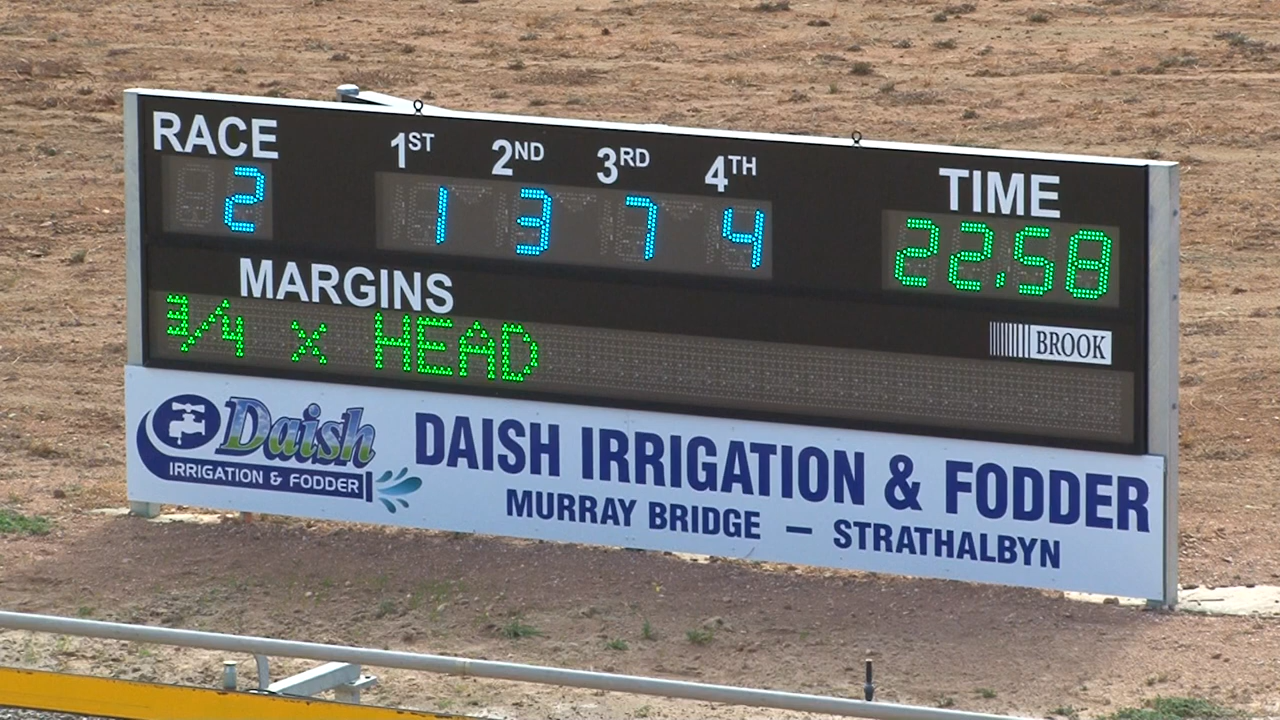 RACE 1ST 2ND 3RD 4TH TIME
2 1 3 7 4 22.58
MARGINS
3/4 x HEAD
BROOK
Daish
IRRIGATION & FODDER
DAISH IRRIGATION & FODDER
MURRAY BRIDGE – STRATHALBYN